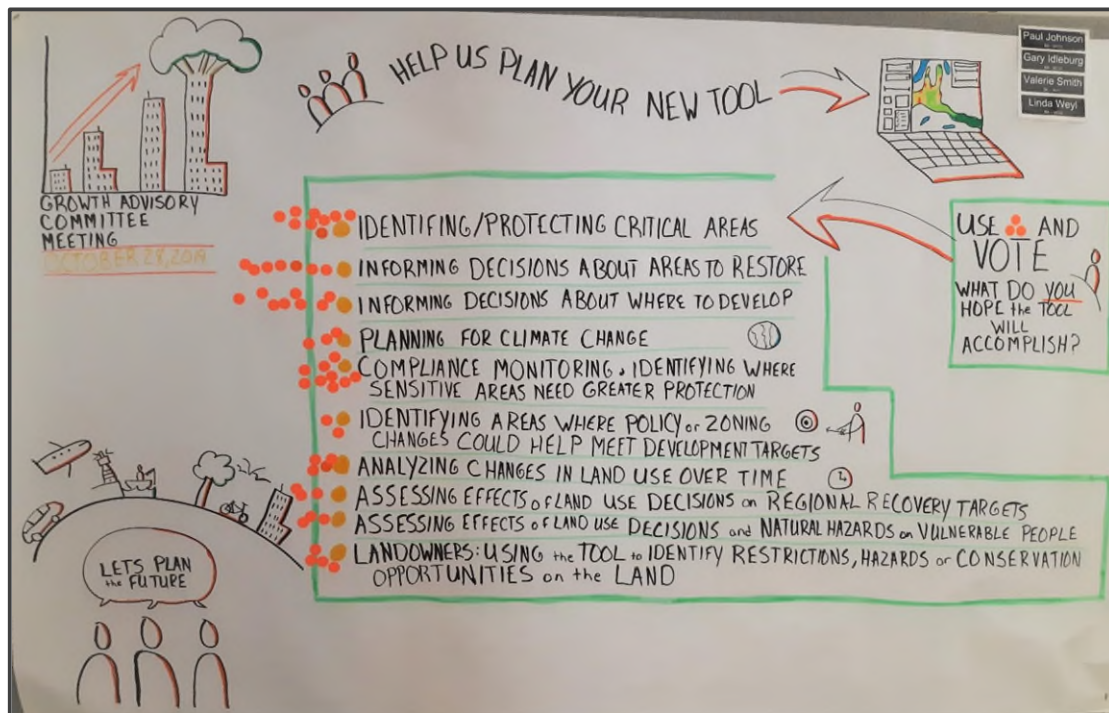 HELP US PLAN YOUR NEW TOOL
Paul Johnson
Gary Idleburg
Valerie Smith
Linda Weyl
GROWTH ADVISORY
COMMITTEE
MEETING
OCTOBER 28, 2019
USE AND
VOTE
WHAT DO YOU
HOPE the TOOL
WILL
ACCOMPLISH?
IDENTIFING/PROTECTING CRITICAL AREAS
INFORMING DECISIONS ABOUT AREAS TO RESTORE
INFORMING DECISIONS ABOUT WHERE TO DEVELOP
PLANNING FOR CLIMATE CHANGE
COMPLIANCE MONITORING, IDENTIFYING WHERE
SENSITIVE AREAS NEED GREATER PROTECTION
IDENTIFYING AREAS WHERE POLICY or ZONING
CHANGES COULD HELP MEET DEVELOPMENT TARGETS
ANALYZING CHANGES IN LAND USE OVER TIME
ASSESSING EFFECTS of LAND USE DECISIONS on REGIONAL RECOVERY TARGETS
ASSESSING EFFECTS of LAND USE DECISIONS and NATURAL HAZARDS on VULNERABLE PEOPLE
LANDOWNERS: USING the TOOL to IDENTIFY RESTRICTIONS, HAZARDS or CONSERVATION
OPPORTUNITIES on the LAND
LETS PLAN
the FUTURE